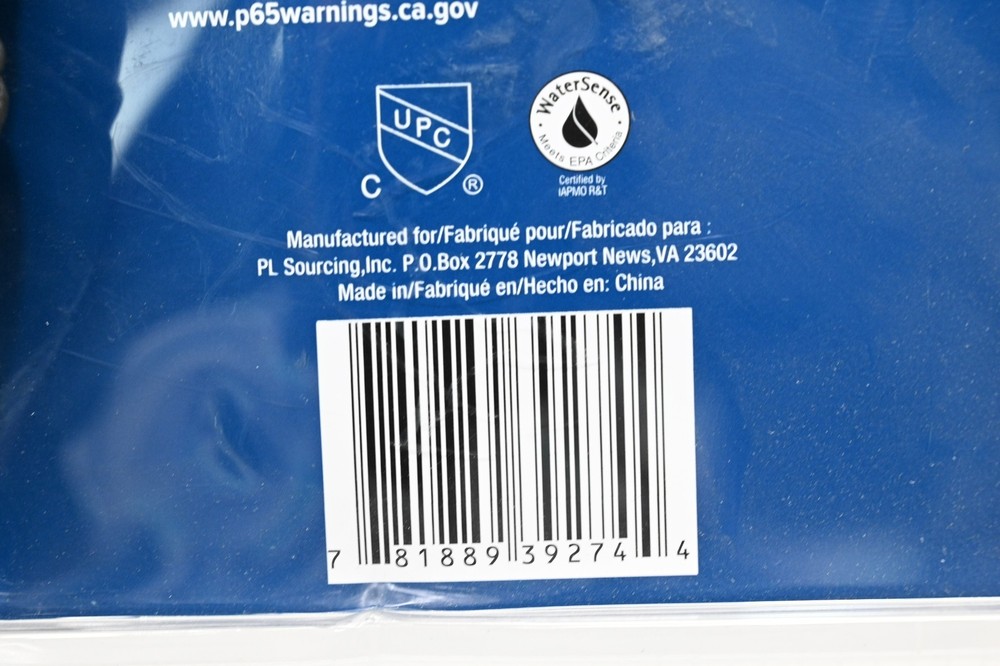 www.p65warnings.ca.gov
UPC
C ®
WaterSense
Meets EPA Criteria
Certified by
IAPMO R&T
Manufactured for/Fabriqué pour/Fabricado para :
PL Sourcing,Inc. P.O.Box 2778 Newport News,VA 23602
Made in/Fabriqué en/Hecho en: China
7 81889 39274 4